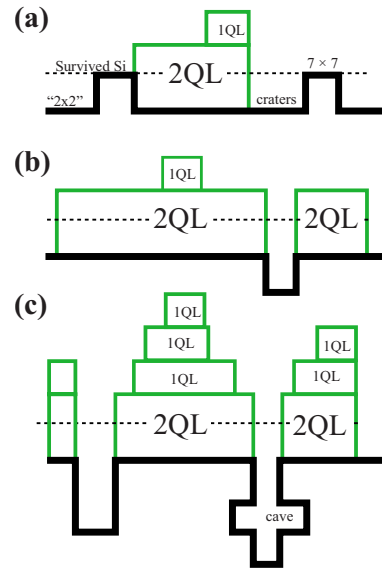 (a)
1QL
Survived Si
2QL
7 × 7
“2x2”
craters
(b)
1QL
2QL
2QL
(c)
1QL
1QL
1QL
1QL
1QL
2QL
2QL
cave